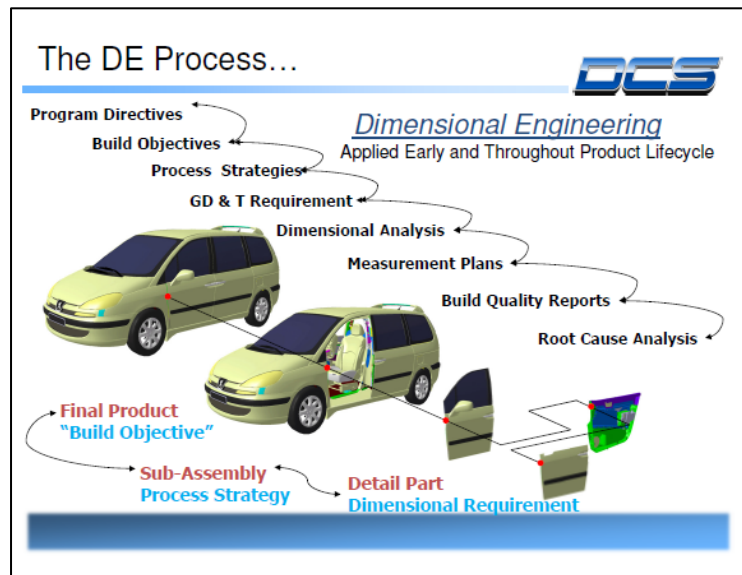 The DE Process…
DCS
Dimensional Engineering
Applied Early and Throughout Product Lifecycle
Program Directives
Build Objectives
Process Strategies
GD & T Requirement
Dimensional Analysis
Measurement Plans
Build Quality Reports
Root Cause Analysis
Final Product
“Build Objective”
Sub-Assembly
Process Strategy
Detail Part
Dimensional Requirement